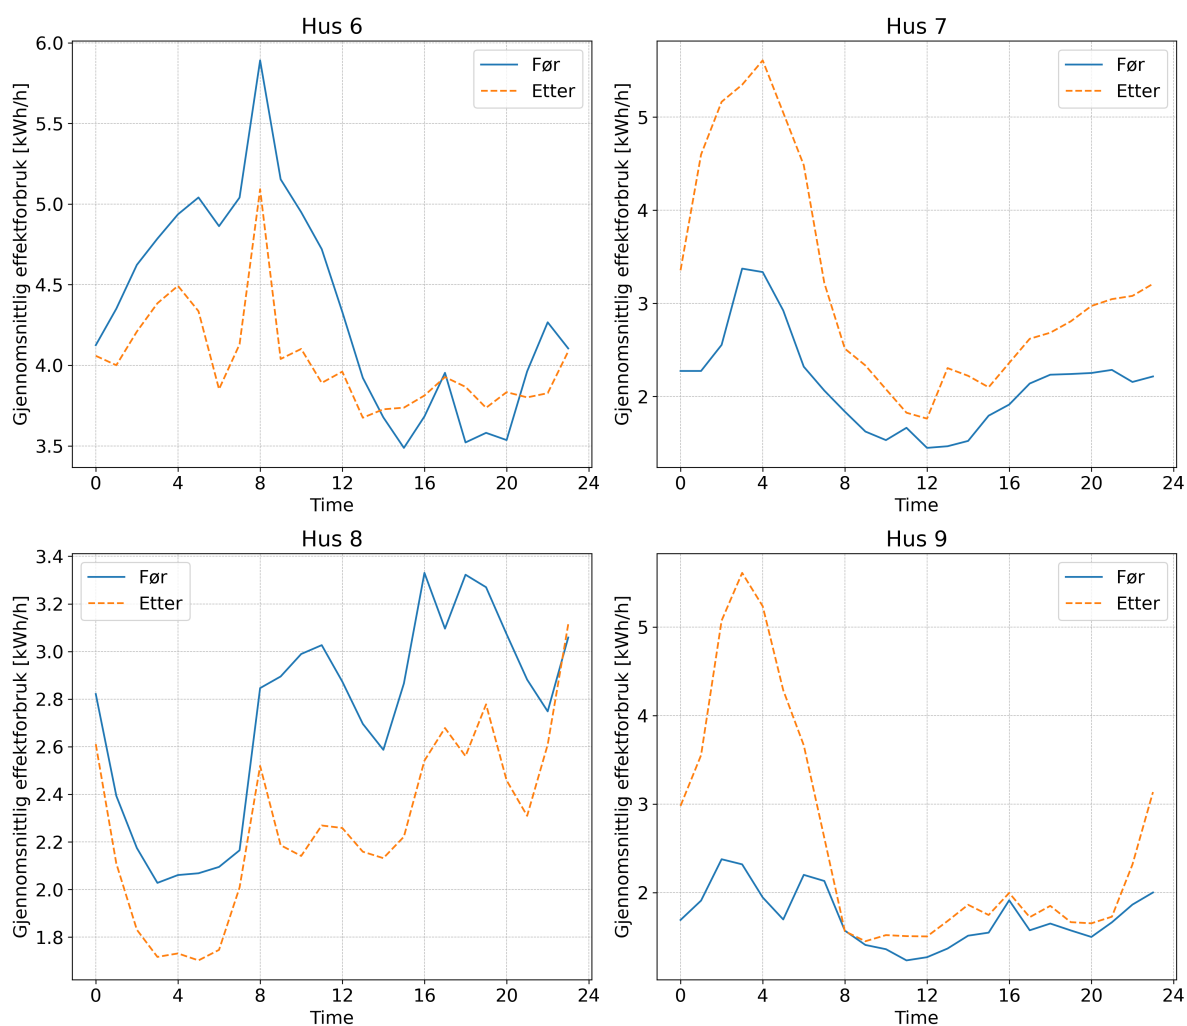 Hus 6
Gjennomsnittlig effektforbruk [kWh/h]
6.0
5.5
5.0
4.5
4.0
3.5
Før
Etter
0 4 8 12 16 20 24
Time
Hus 7
Gjennomsnittlig effektforbruk [kWh/h]
5
4
3
2
Før
Etter
0 4 8 12 16 20 24
Time
Hus 8
Gjennomsnittlig effektforbruk [kWh/h]
3.4
3.2
3.0
2.8
2.6
2.4
2.2
2.0
1.8
Før
Etter
0 4 8 12 16 20 24
Time
Hus 9
Gjennomsnittlig effektforbruk [kWh/h]
5
4
3
2
Før
Etter
0 4 8 12 16 20 24
Time